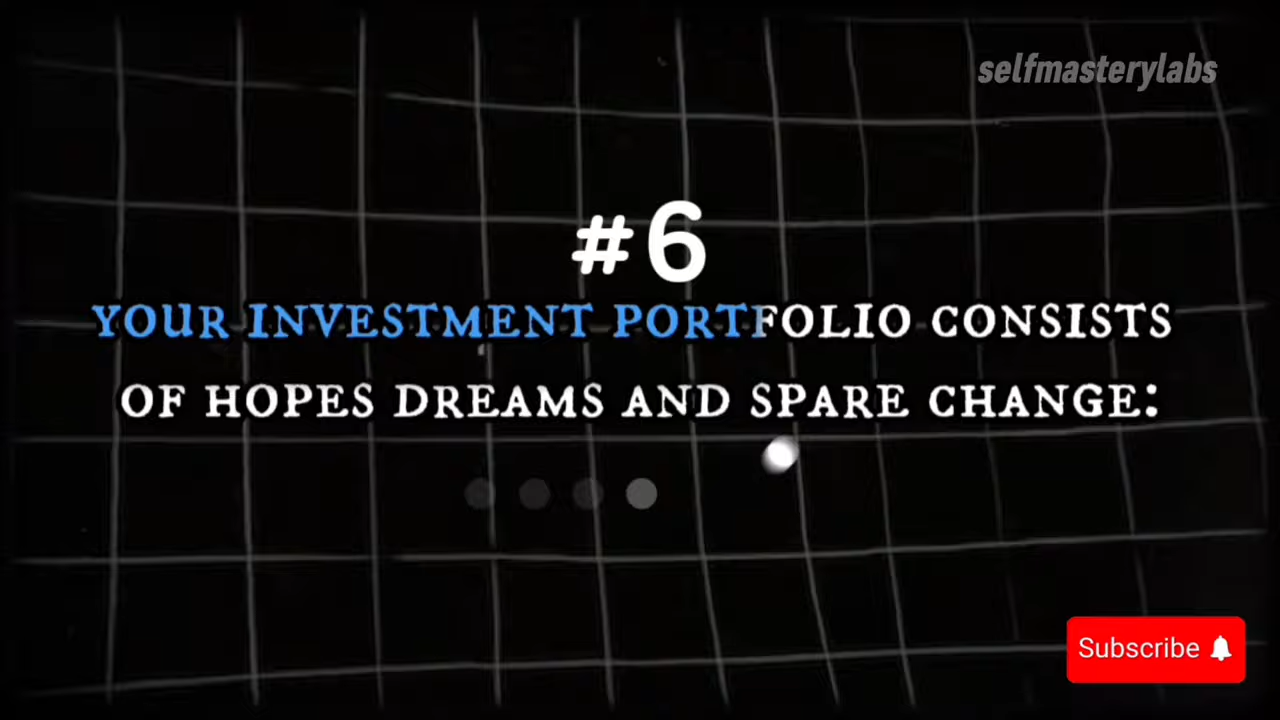 selfmasterylabs
#6
YOUR INVESTMENT PORTFOLIO CONSISTS
OF HOPES DREAMS AND SPARE CHANGE:
Subscribe